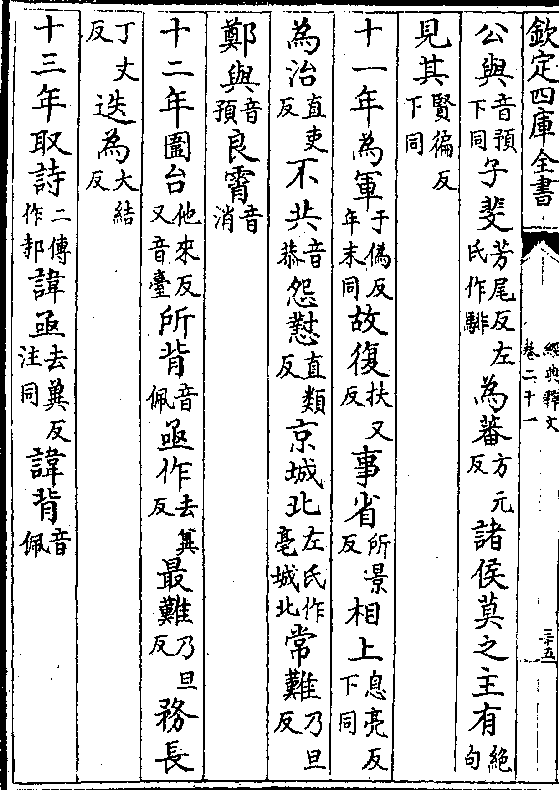 欽定四庫全書
經典釋文
卷二十一
公與音預下同子斐芳尾反左氏作騑為蕃方元反諸侯莫之主有絕句
見其賢徧反下同
十一年為軍于偽反年末同故復扶又反事省所景反相上息亮反下同
為治直吏反不共音恭怨懟直類反京城北左氏作亳城北常難乃旦反
鄭與音預良霄音消
十二年圍台他來反又音臺所背音佩亟作去冀反最難乃旦反務長
丁丈反迭為大結反
十三年取詩二傳作邿諱亟去冀反注同諱背音佩